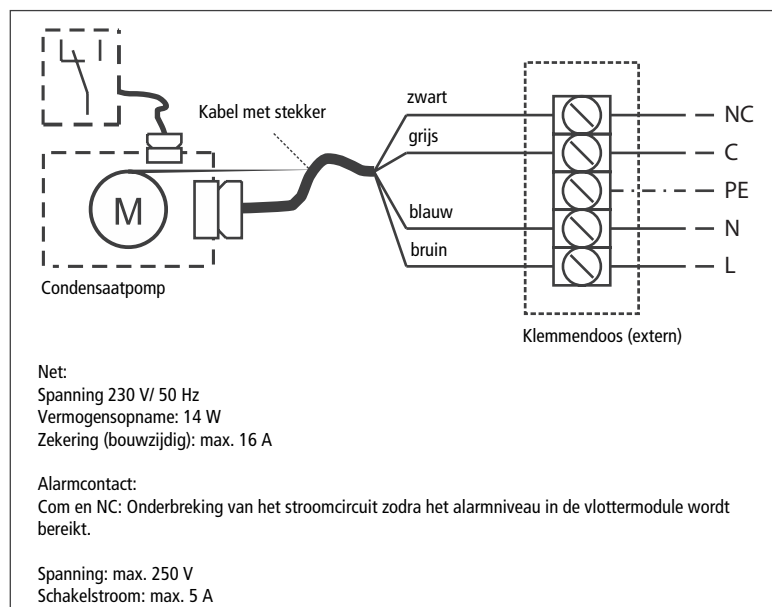 zwart
NC
Kabel met stekker
grijs
C
PE
M
blauw
N
bruin
L
Condensaatpomp
Klemmendoos (extern)
Net:
Spanning 230 V/ 50 Hz
Vermogensopname: 14 W
Zekering (bouwzijdig): max. 16 A
Alarmcontact:
Com en NC: Onderbreking van het stroomcircuit zodra het alarmniveau in de vlottermodule wordt
bereikt.
Spanning: max. 250 V
Schakelstroom: max. 5 A